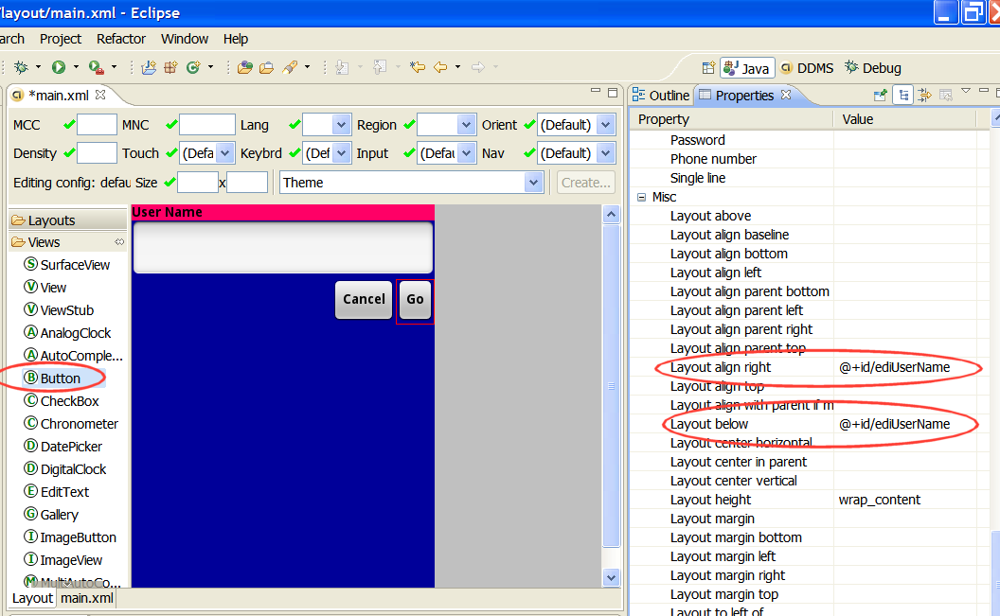 /layout/main.xml - Eclipse
arch Project Refactor Window Help
Java DDMS Debug
*main.xml
MCC MNC Lang Region Orient (Default)
Density Touch (Defa Keybrd (Def Input (Defau Nav (Default)
Editing config: defau Size x Theme Create...
Layouts
Views
SurfaceView
View
ViewStub
AnalogClock
AutoComple...
Button
CheckBox
Chronometer
DatePicker
DigitalClock
EditText
Gallery
ImageButton
ImageView
MultiAutoCo...
Layout main.xml
User Name
Cancel Go
Outline Properties
Property Value
Password
Phone number
Single line
Misc
Layout above
Layout align baseline
Layout align bottom
Layout align left
Layout align parent bottom
Layout align parent left
Layout align parent right
Layout align parent top
Layout align right @+id/ediUserName
Layout align top
Layout align with parent if m
Layout below @+id/ediUserName
Layout center horizontal
Layout center in parent
Layout center vertical
Layout height wrap_content
Layout margin
Layout margin bottom
Layout margin left
Layout margin right
Layout margin top
Layout to left of